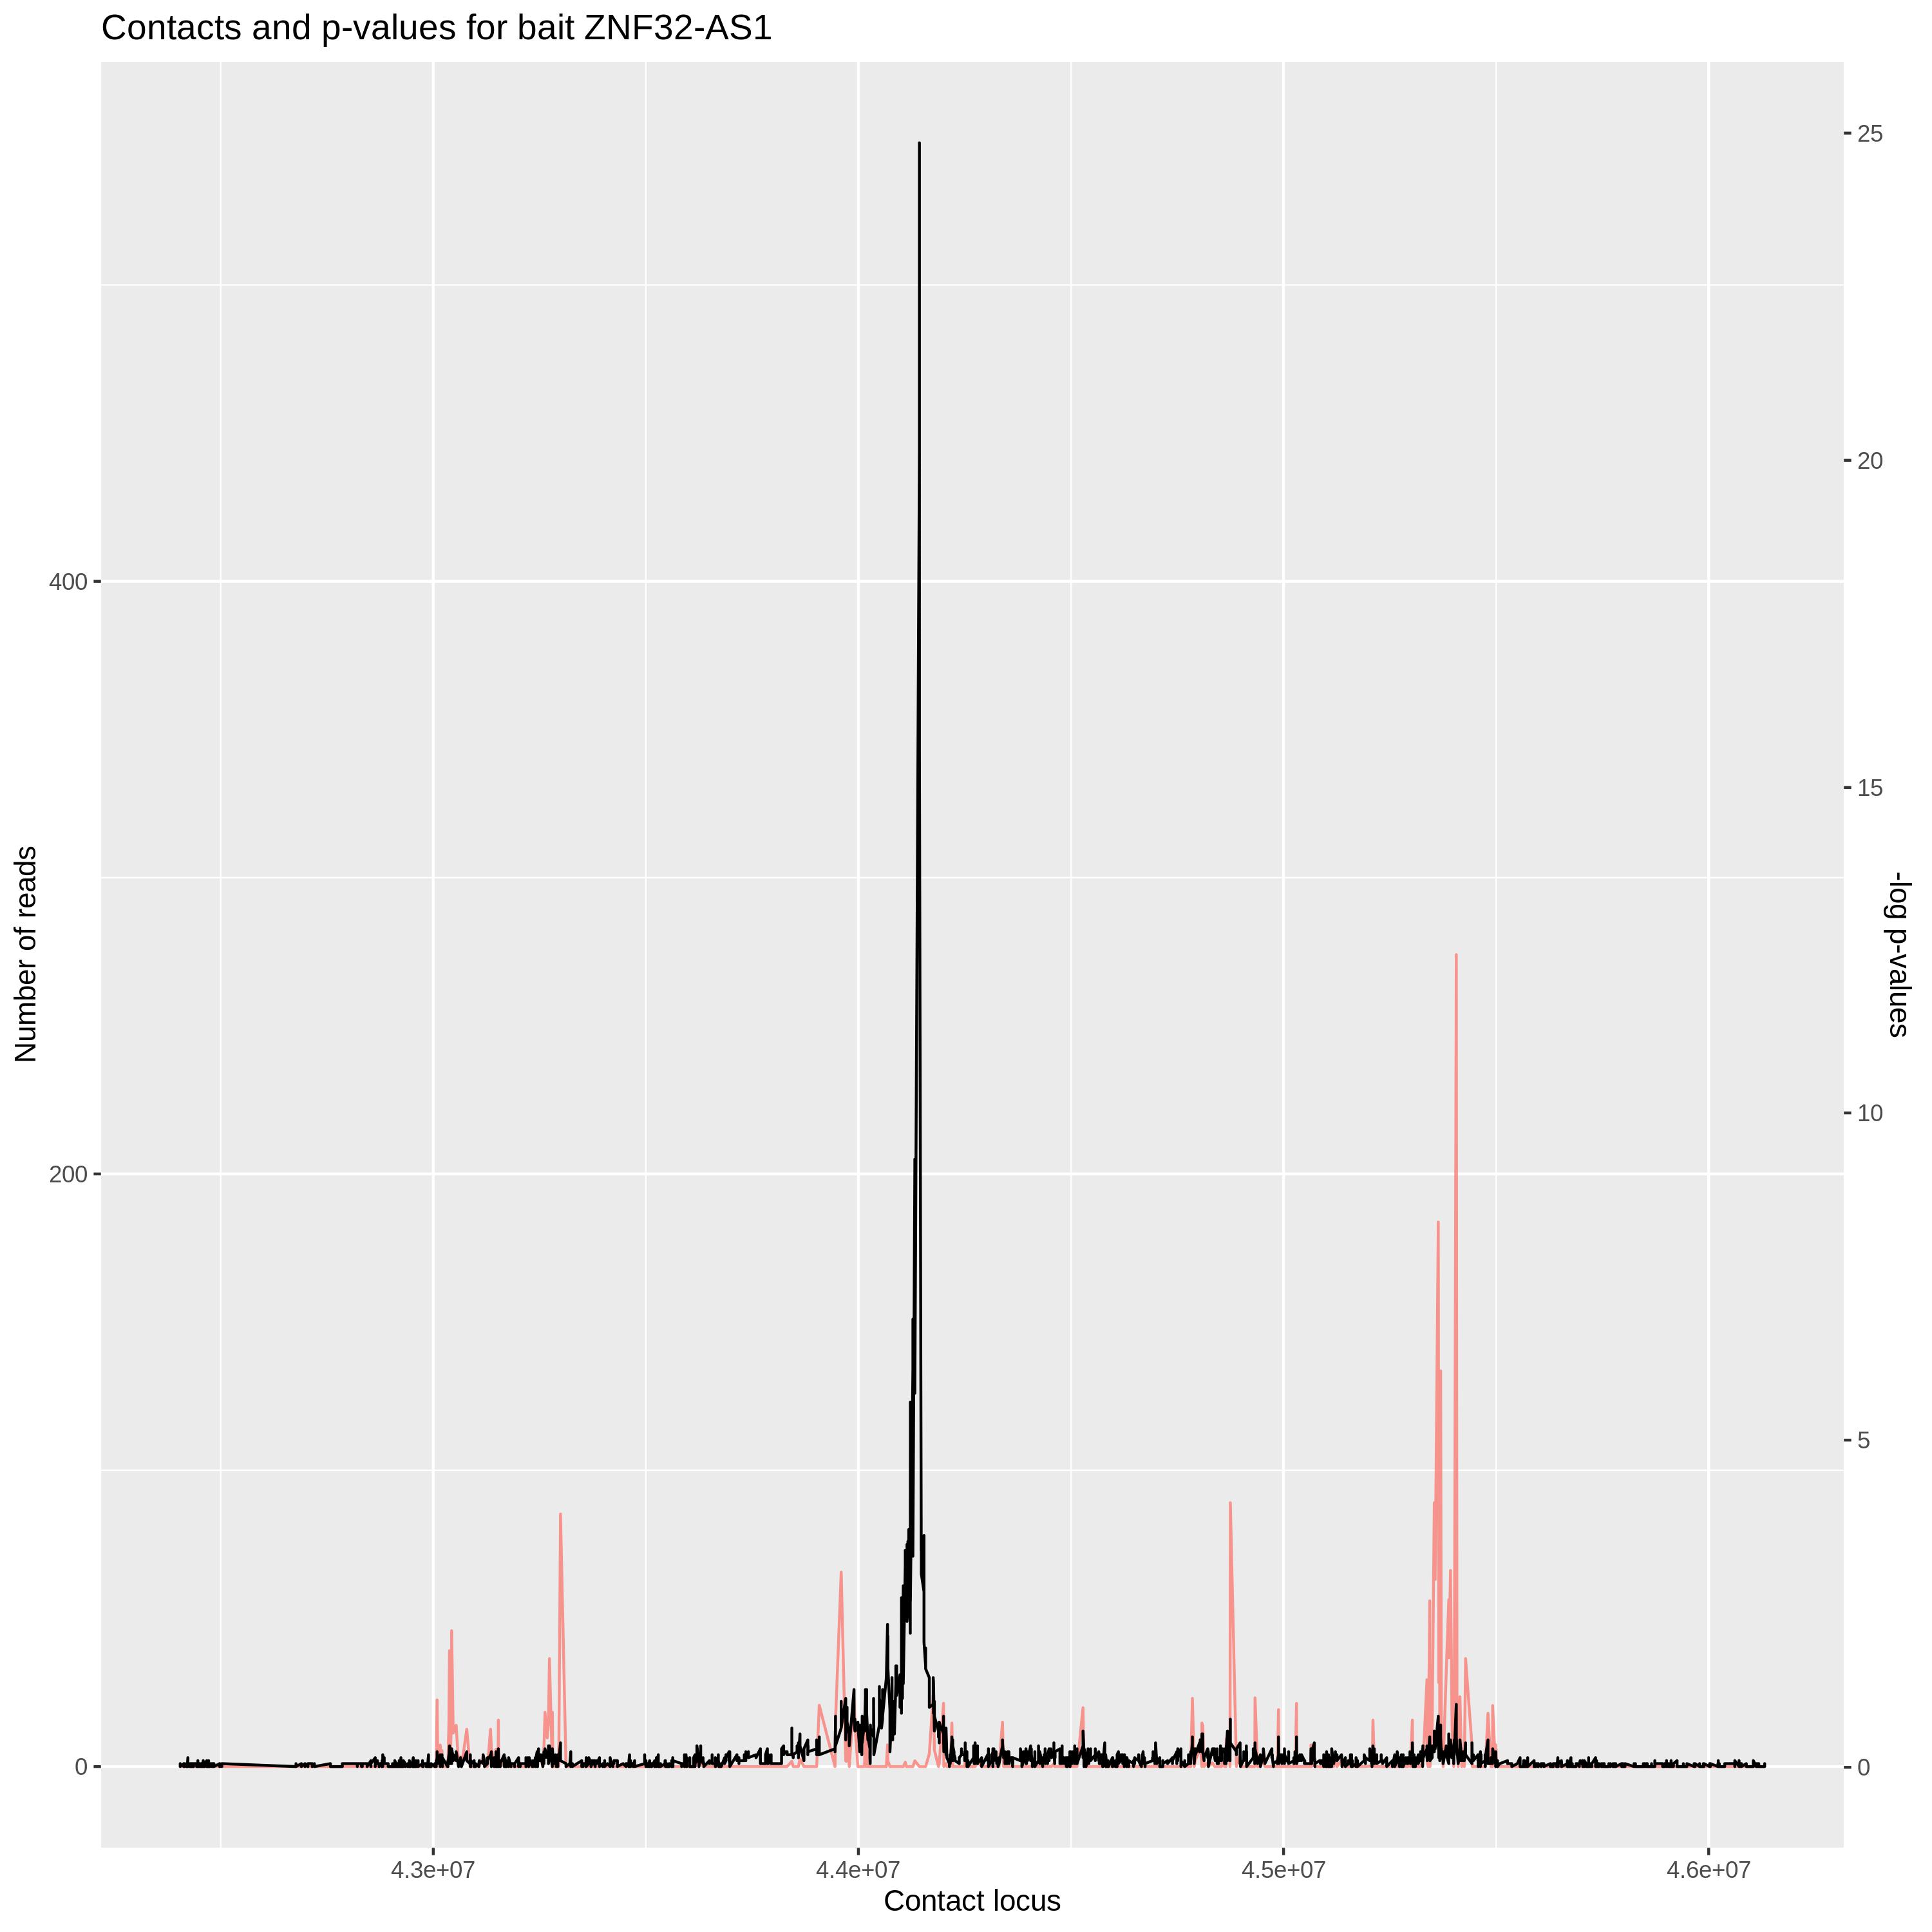 Contacts and p-values for bait ZNF32-AS1
25
20
400
15
Number of reads
-log p-values
10
200
5
0
0
4.3e+07
4.4e+07
4.5e+07
4.6e+07
Contact locus